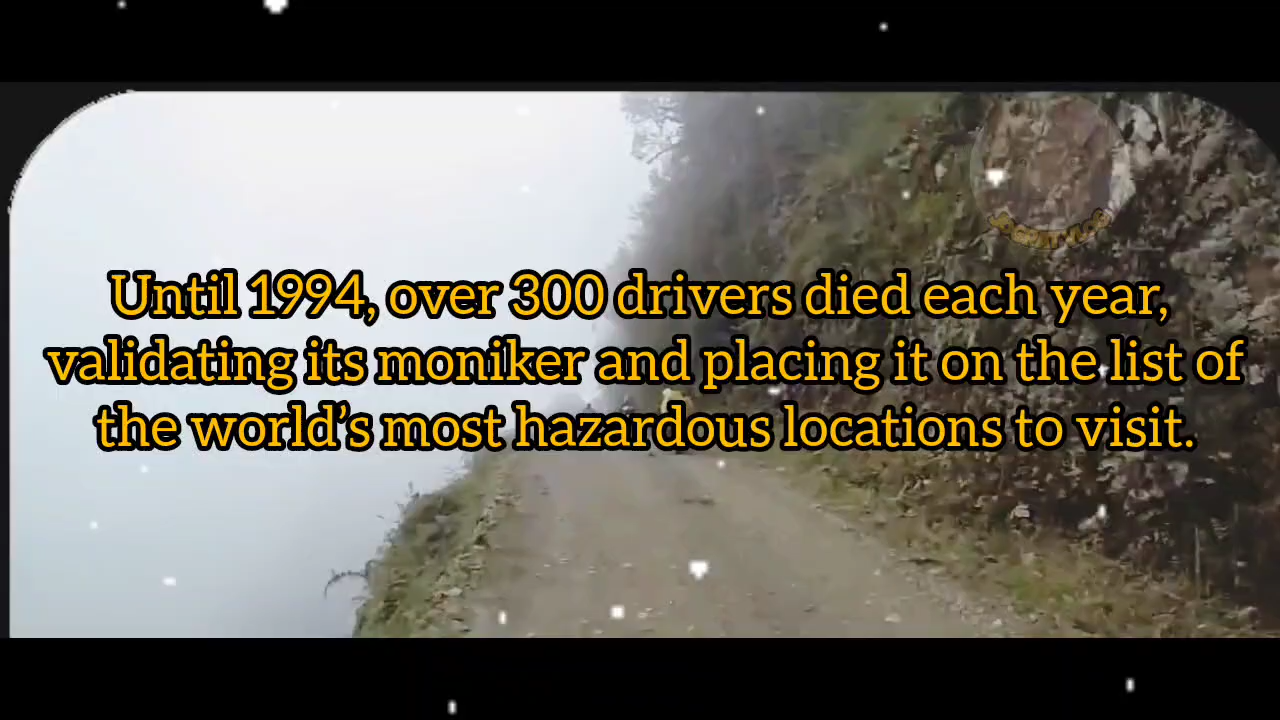 Until 1994, over 300 drivers died each year,
validating its moniker and placing it on the list of
the world’s most hazardous locations to visit.